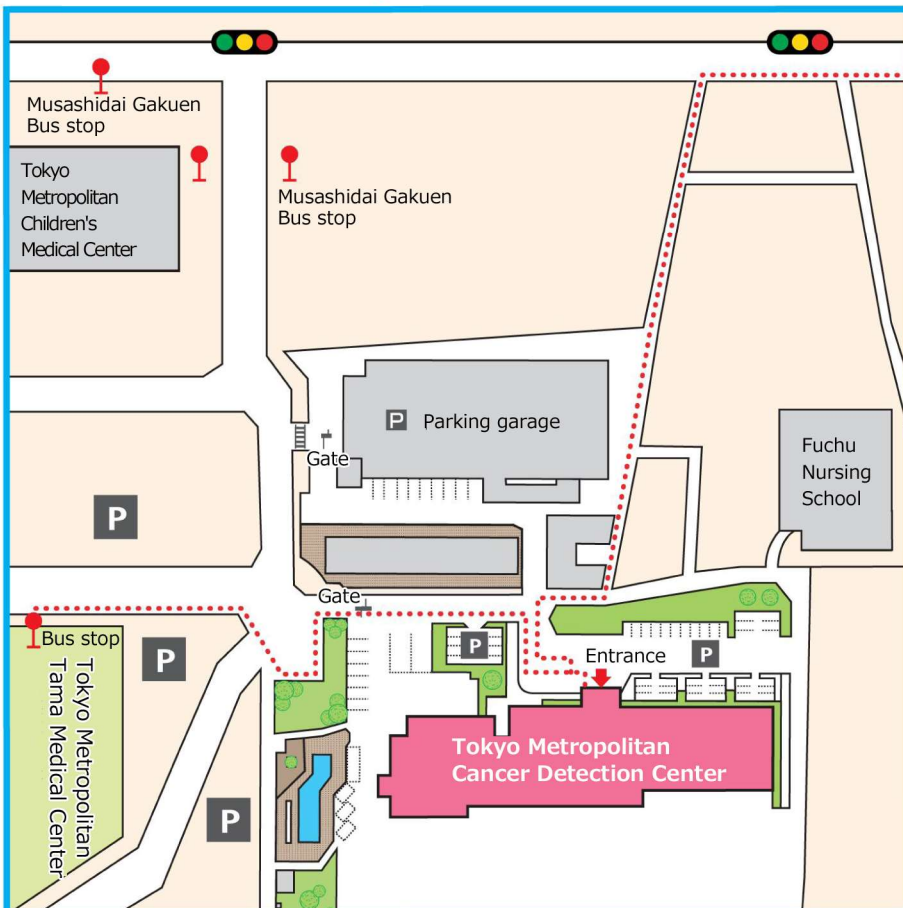 Musashidai Gakuen
Bus stop
Tokyo
Metropolitan
Children's
Medical Center
Musashidai Gakuen
Bus stop
P Parking garage
Gate
Fuchu
Nursing
School
P
Gate
Bus stop
P
P
Entrance
P
Tokyo Metropolitan
Tama Medical Center
Tokyo Metropolitan
Cancer Detection Center
P